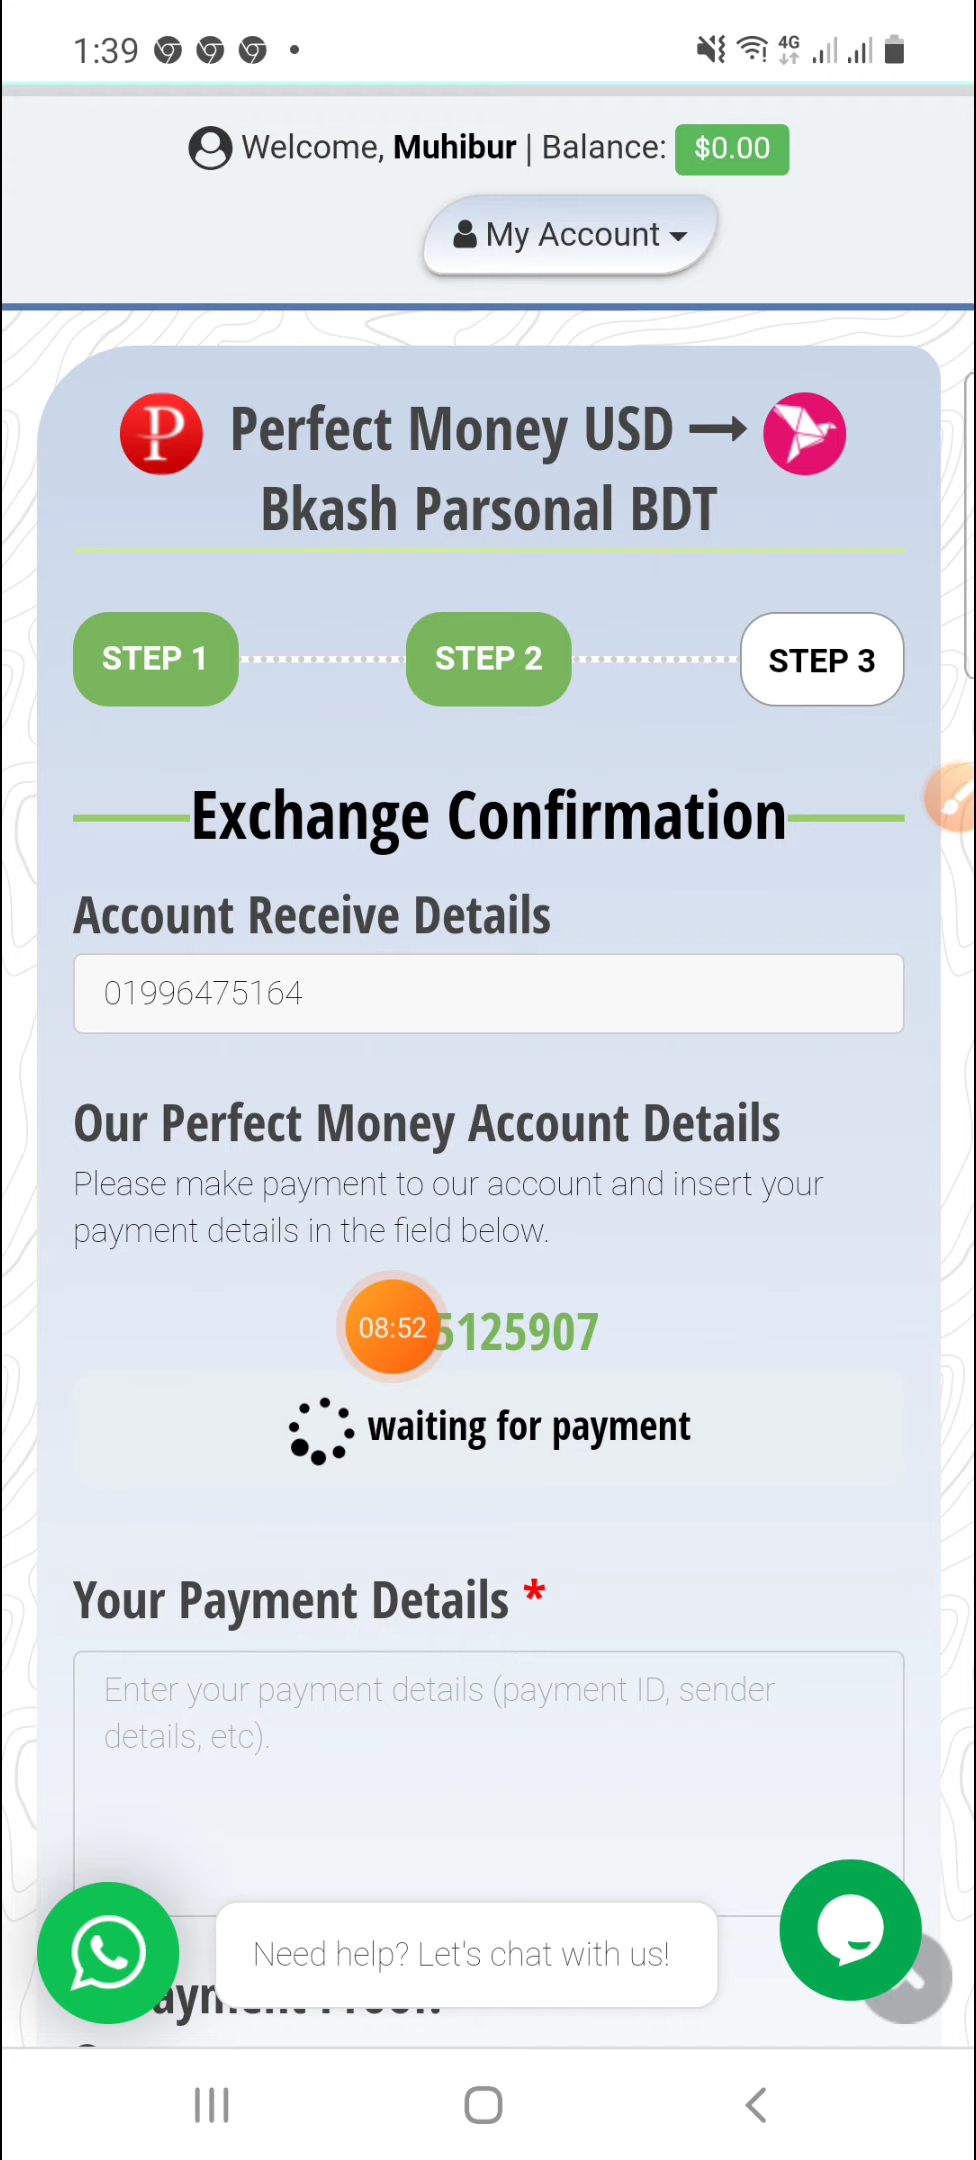 1:39
4G
Welcome, Muhibur | Balance: $0.00
My Account
P Perfect Money USD →
Bkash Parsonal BDT
STEP 1 STEP 2 STEP 3
Exchange Confirmation
Account Receive Details
01996475164
Our Perfect Money Account Details
Please make payment to our account and insert your
payment details in the field below.
08:52 5125907
waiting for payment
Your Payment Details *
Enter your payment details (payment ID, sender
details, etc).
Need help? Let's chat with us!